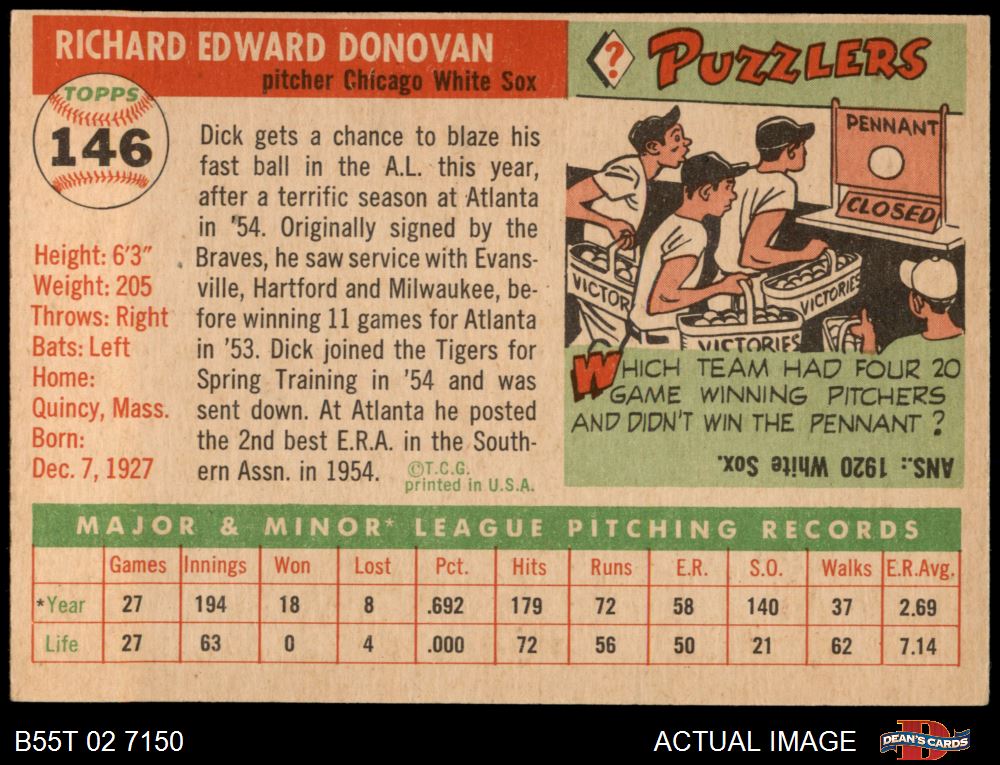 RICHARD EDWARD DONOVAN
pitcher Chicago White Sox
TOPPS
146
Dick gets a chance to blaze his
fast ball in the A.L. this year,
after a terrific season at Atlanta
in '54. Originally signed by the
Braves, he saw service with Evans-
ville, Hartford and Milwaukee, be-
fore winning 11 games for Atlanta
in '53. Dick joined the Tigers for
Spring Training in '54 and was
sent down. At Atlanta he posted
the 2nd best E.R.A. in the South-
ern Assn. in 1954.
©T.C.G.
printed in U.S.A.
Height: 6'3"
Weight: 205
Throws: Right
Bats: Left
Home:
Quincy, Mass.
Born:
Dec. 7, 1927
? PUZZLERS
PENNANT
CLOSED
VICTOR
VICTORIES
VICTORIES
WHICH TEAM HAD FOUR 20
GAME WINNING PITCHERS
AND DIDN'T WIN THE PENNANT ?
ANS.: 1920 White Sox.
MAJOR & MINOR* LEAGUE PITCHING RECORDS
Games Innings Won Lost Pct. Hits Runs E.R. S.O. Walks E.R.Avg.
*Year 27 194 18 8 .692 179 72 58 140 37 2.69
Life 27 63 0 4 .000 72 56 50 21 62 7.14
B55T 02 7150
ACTUAL IMAGE
DEAN'S CARDS